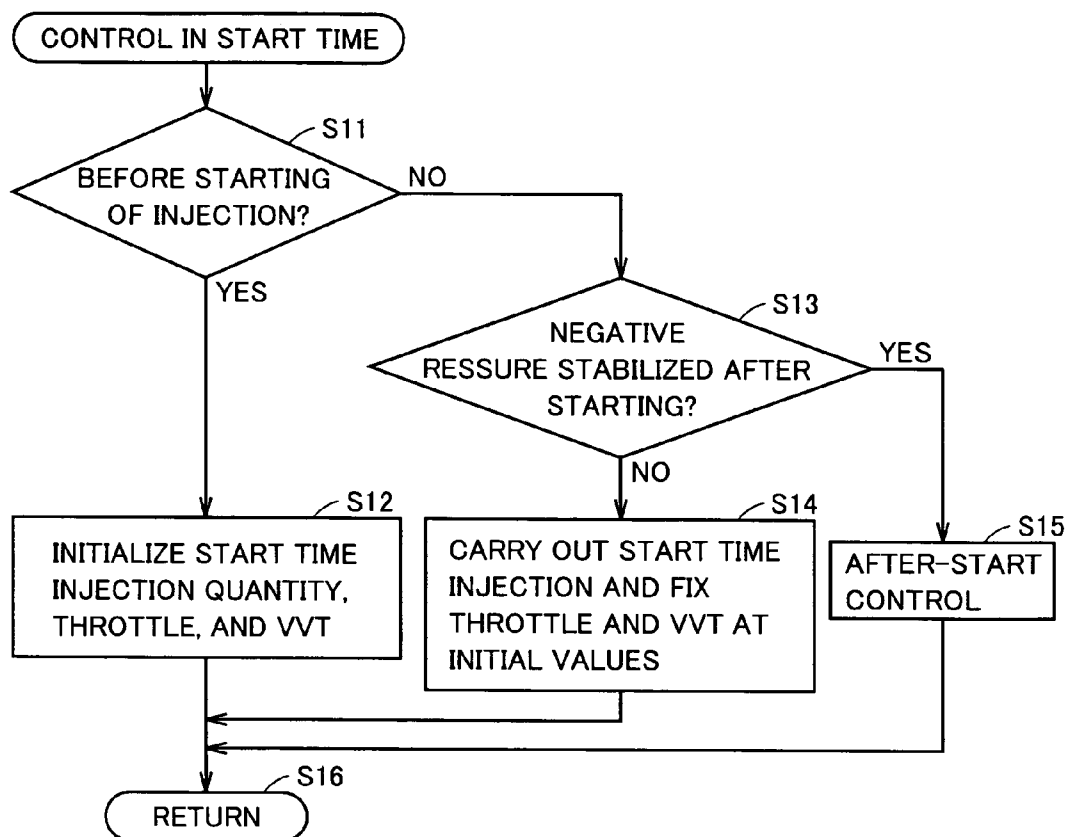 CONTROL IN START TIME
S11
BEFORE STARTING
OF INJECTION?
NO
YES
S13
NEGATIVE
RESSURE STABILIZED AFTER
STARTING?
YES
NO
S12
INITIALIZE START TIME
INJECTION QUANTITY,
THROTTLE, AND VVT
S14
CARRY OUT START TIME
INJECTION AND FIX
THROTTLE AND VVT AT
INITIAL VALUES
S15
AFTER-START
CONTROL
S16
RETURN